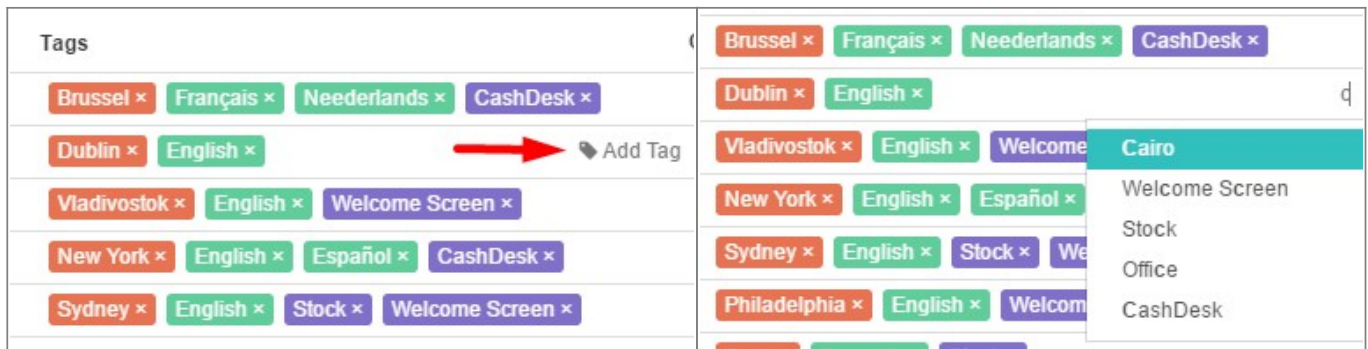 Tags
Brussel × Français × Neederlands × CashDesk ×
Dublin × English × Add Tag
Vladivostok × English × Welcome Screen ×
New York × English × Español × CashDesk ×
Sydney × English × Stock × Welcome Screen ×
Brussel × Français × Neederlands × CashDesk ×
Dublin × English × c
Vladivostok × English × Welcome
New York × English × Español ×
Sydney × English × Stock × We
Philadelphia × English × Welcom
Cairo
Welcome Screen
Stock
Office
CashDesk